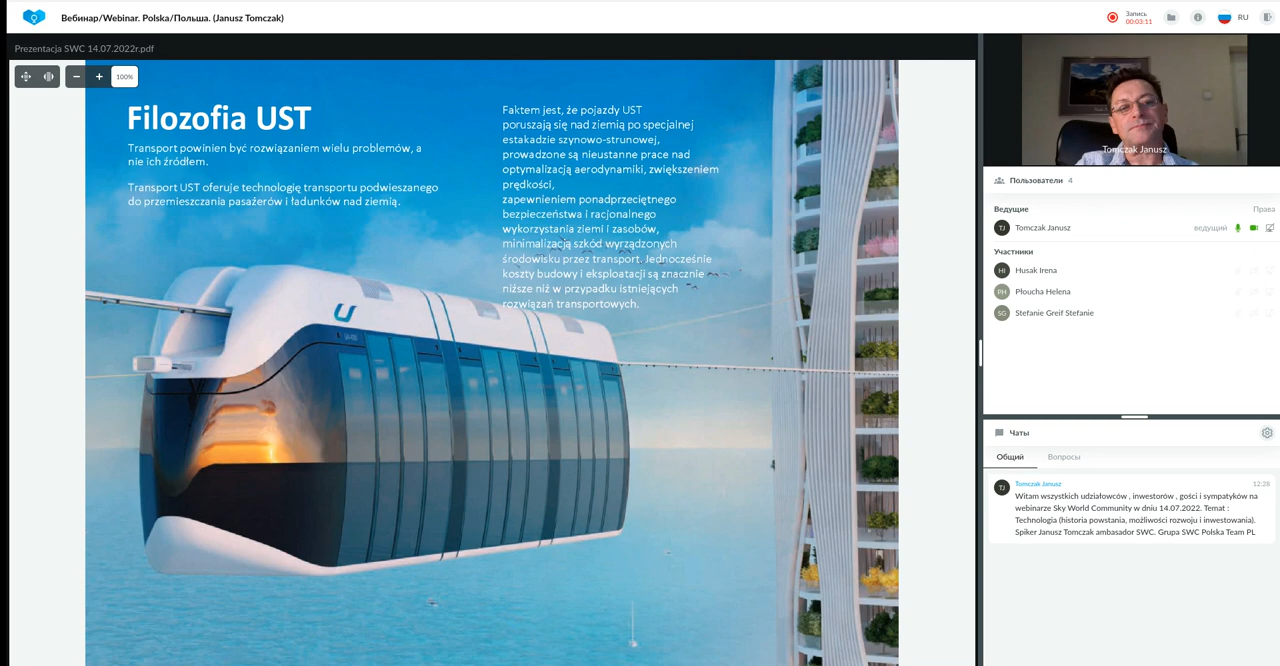 Вебинар/Webinar. Polska/Польша. (Janusz Tomczak)
Запись
00:03:11
RU
Prezentacja SWC 14.07.2022r.pdf
100%
Filozofia UST
Transport powinien być rozwiązaniem wielu problemów, a
nie ich źródłem.
Transport UST oferuje technologię transportu podwieszanego
do przemieszczania pasażerów i ładunków nad ziemią.
Faktem jest, że pojazdy UST
poruszają się nad ziemią po specjalnej
estakadzie szynowo-strunowej,
prowadzone są nieustanne prace nad
optymalizacją aerodynamiki, zwiększeniem
prędkości,
zapewnieniem ponadprzeciętnego
bezpieczeństwa i racjonalnego
wykorzystania ziemi i zasobów,
minimalizacją szkód wyrządzonych
środowisku przez transport. Jednocześnie
koszty budowy i eksploatacji są znacznie
niższe niż w przypadku istniejących
rozwiązań transportowych.
Tomczak Janusz
Пользователи 4
Ведущие Права
TJ Tomczak Janusz ведущий
Участники
HI Husak Irena
PH Płoucha Helena
SG Stefanie Greif Stefanie
Чаты
Общий Вопросы
TJ Tomczak Janusz 12:28
Witam wszystkich udziałowców , inwestorów , gości i sympatyków na
webinarze Sky World Community w dniu 14.07.2022. Temat :
Technologia (historia powstania, możliwości rozwoju i inwestowania).
Spiker Janusz Tomczak ambasador SWC. Grupa SWC Polska Team PL